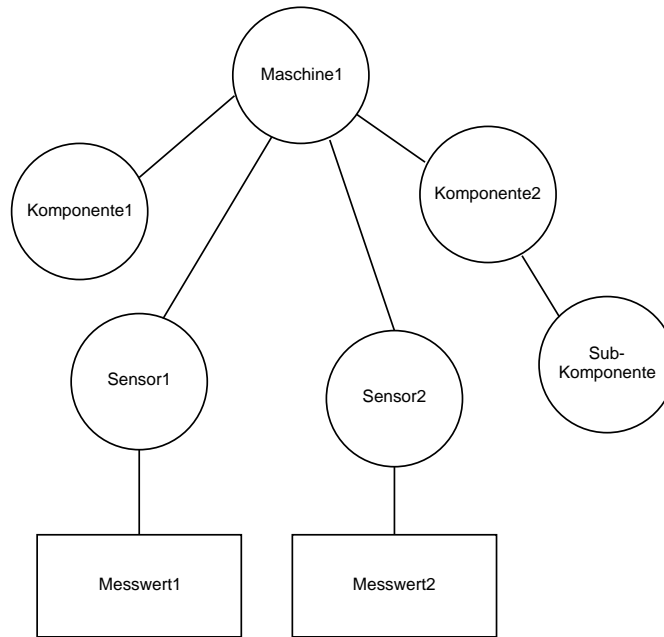 Maschine1
Komponente1
Komponente2
Sub-
Komponente
Sensor1
Sensor2
Messwert1
Messwert2